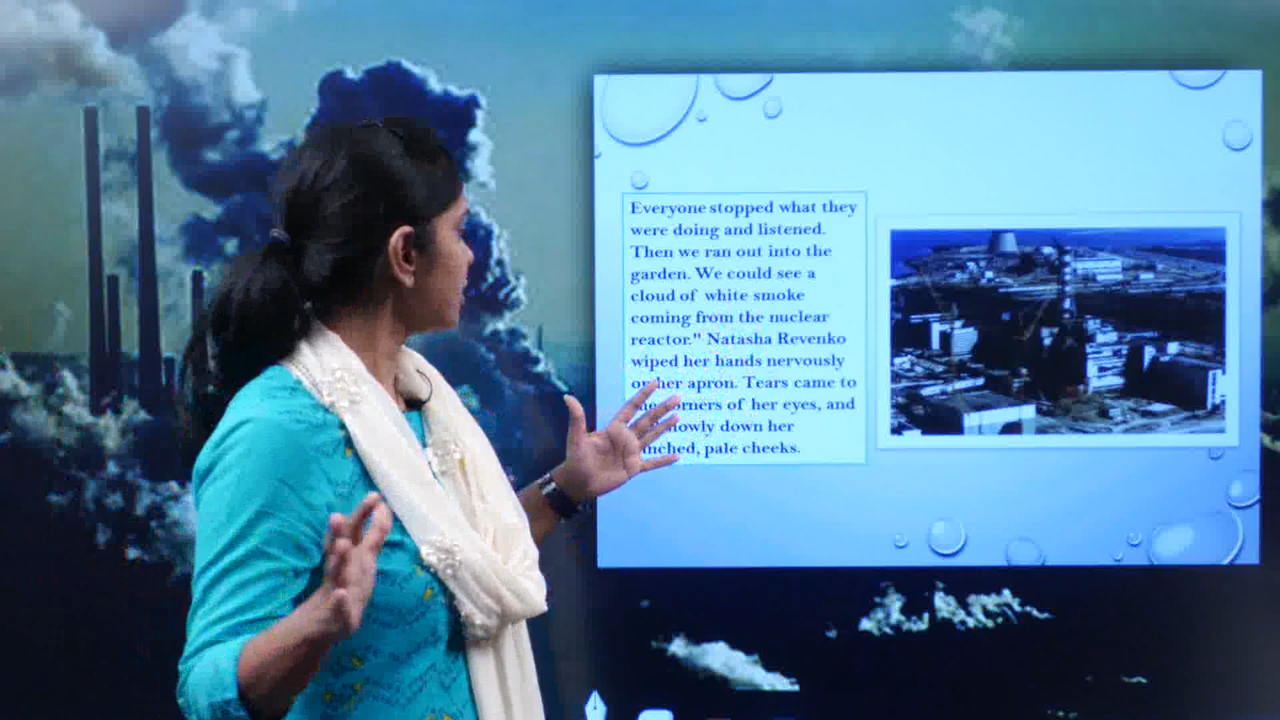 Everyone stopped what they
were doing and listened.
Then we ran out into the
garden. We could see a
cloud of white smoke
coming from the nuclear
reactor." Natasha Revenko
wiped her hands nervously
on her apron. Tears came to
corners of her eyes, and
slowly down her
pale cheeks.